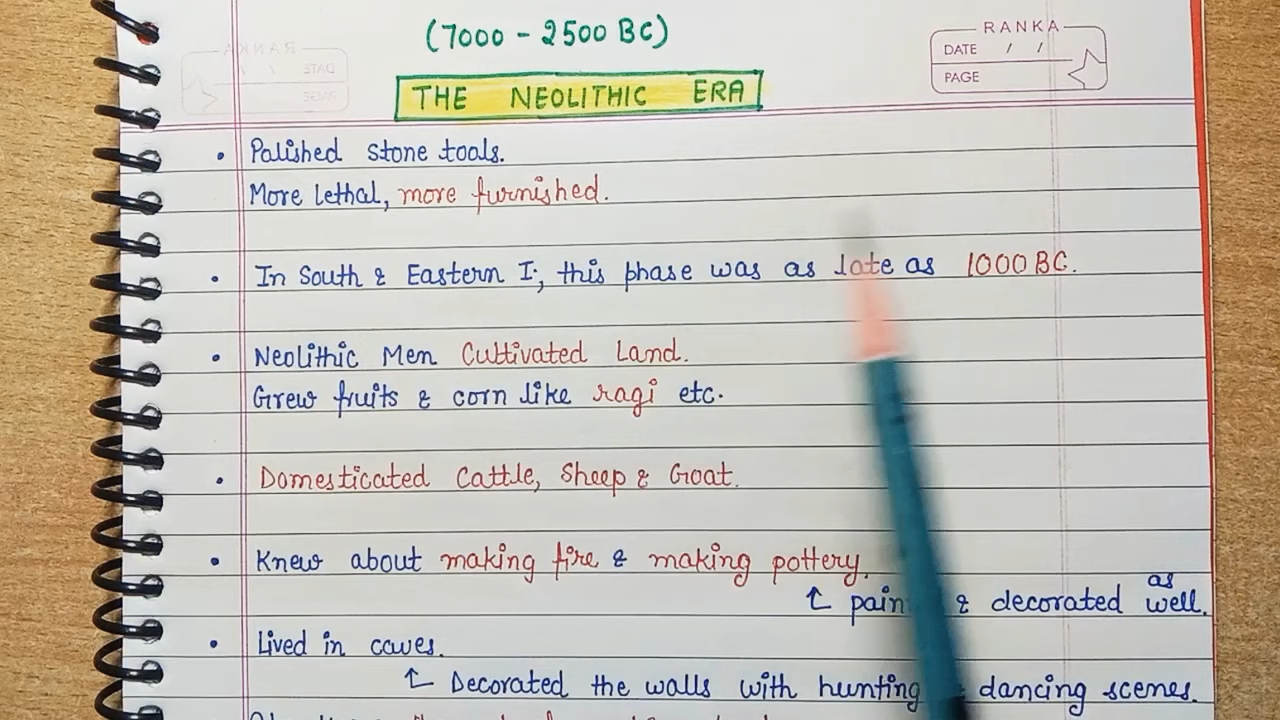 (7000 - 2500 BC)
RANKA
DATE / /
PAGE
THE NEOLITHIC ERA
• Polished stone tools.
More lethal, more furnished.
• In South & Eastern I., this phase was as late as 1000 BC.
• Neolithic Men Cultivated Land.
Grew fruits & corn like ragi etc.
• Domesticated Cattle, Sheep & Goat.
• Knew about making fire & making pottery.
as
↑ & decorated well.
• Lived in caves.
↑ Decorated the walls with hunting dancing scenes.